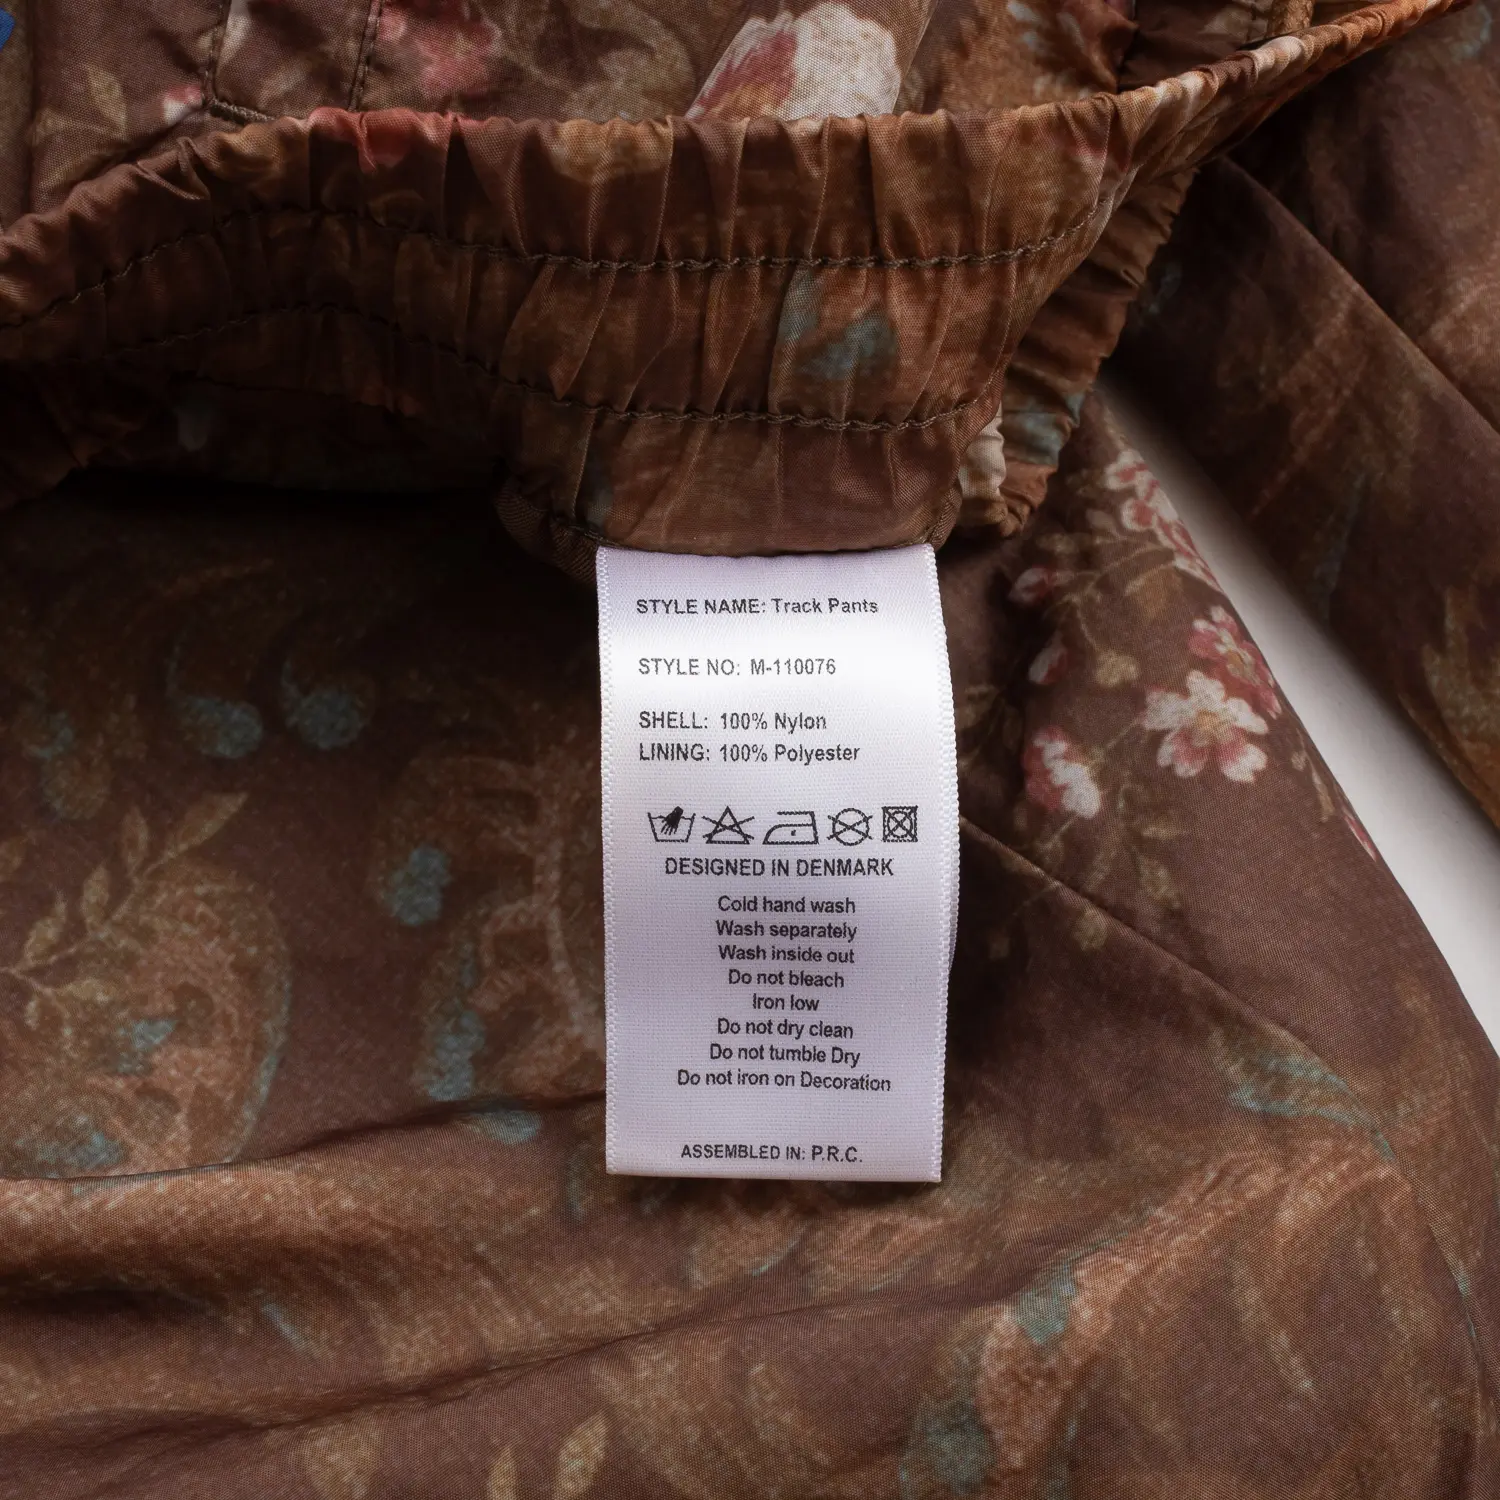 STYLE NAME: Track Pants
STYLE NO: M-110076
SHELL: 100% Nylon
LINING: 100% Polyester
DESIGNED IN DENMARK
Cold hand wash
Wash separately
Wash inside out
Do not bleach
Iron low
Do not dry clean
Do not tumble Dry
Do not iron on Decoration
ASSEMBLED IN: P.R.C.